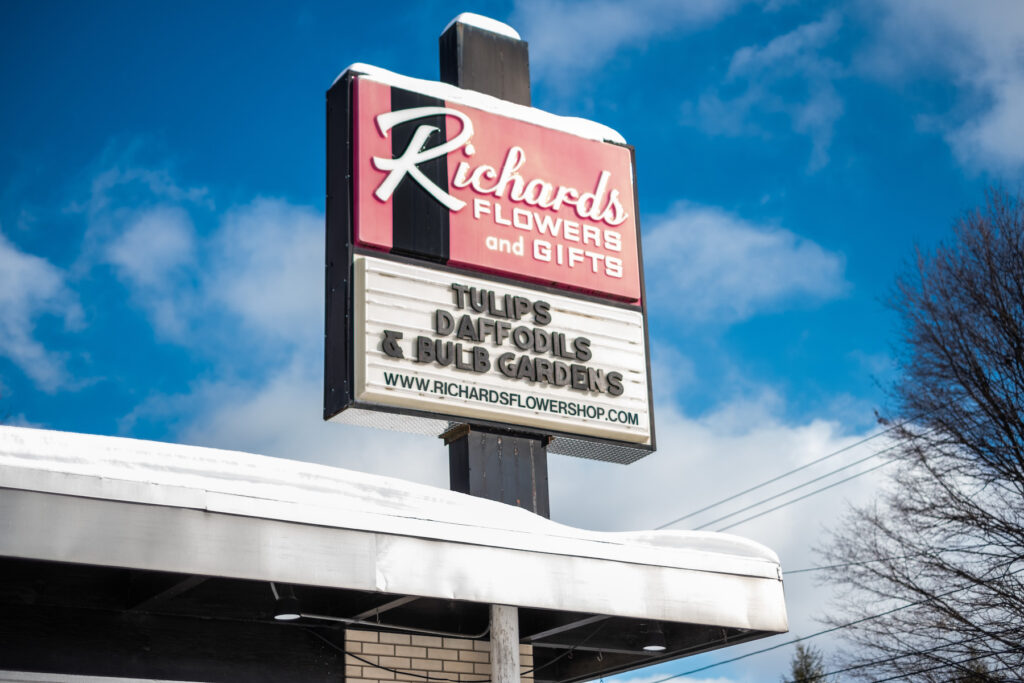 Richards
FLOWERS
and GIFTS
TULIPS
DAFFODILS
& BULB GARDENS
WWW.RICHARDSFLOWERSHOP.COM